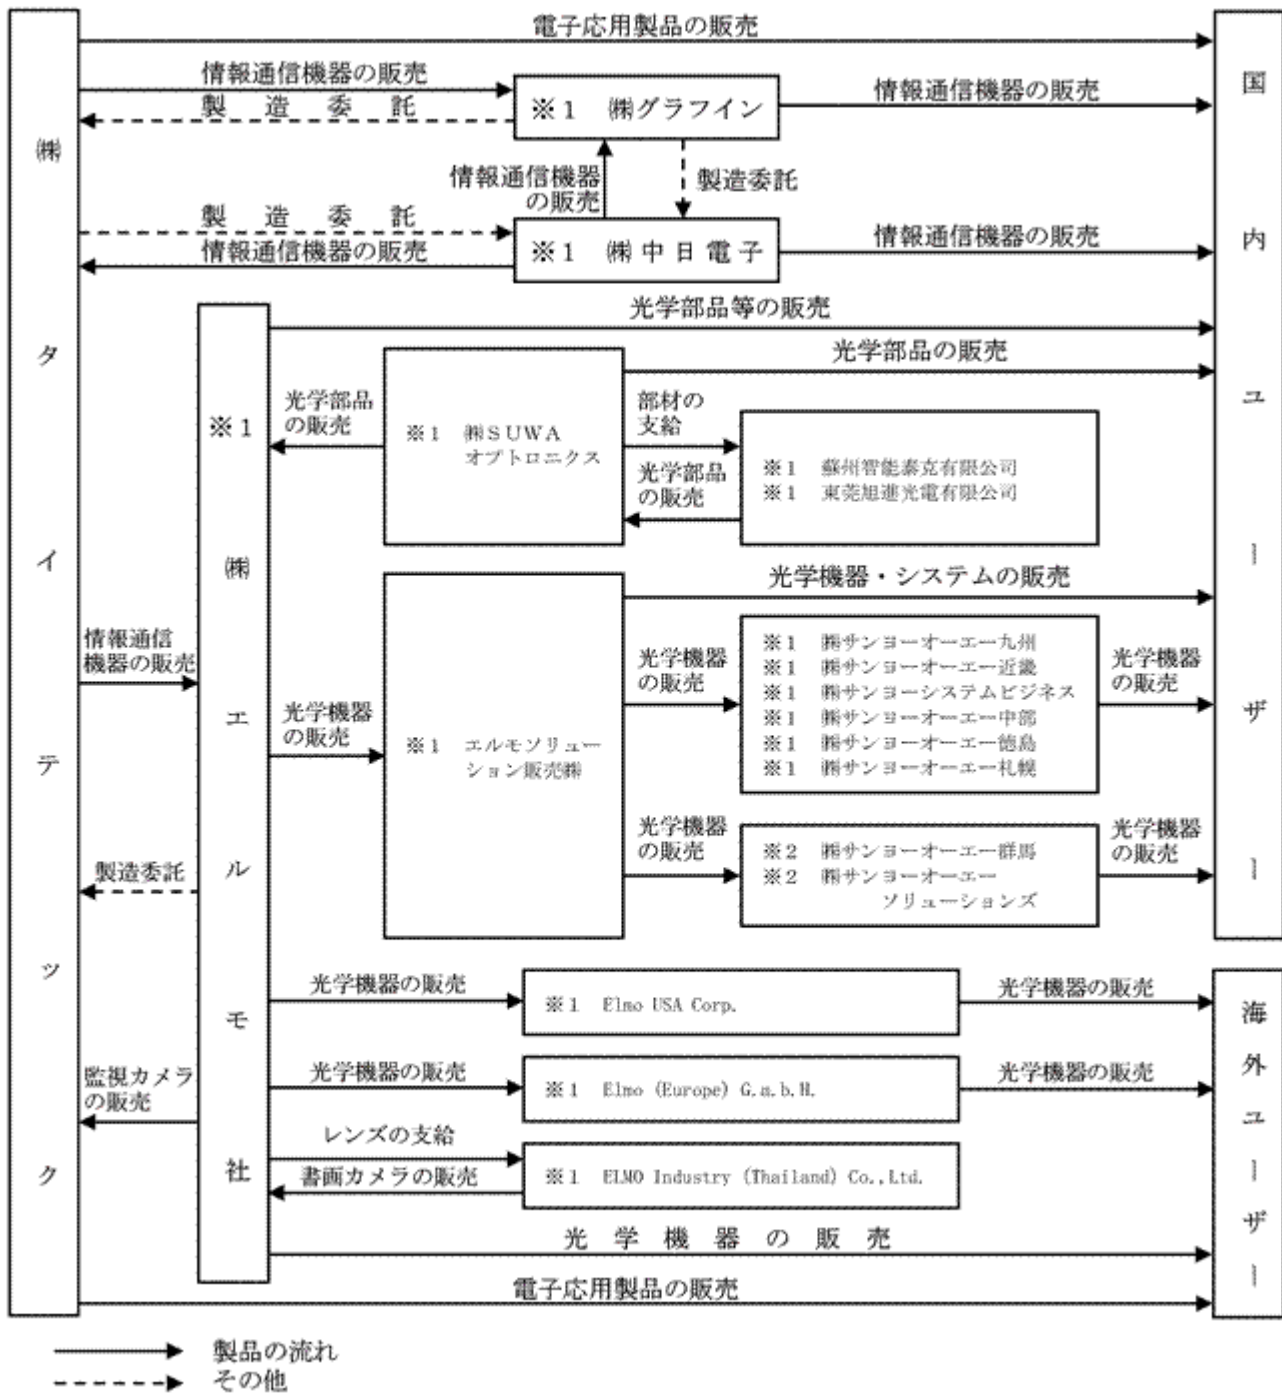 電子応用製品の販売
情報通信機器の販売
製造委託
※1 ㈱グラフイン
情報通信機器の販売
情報通信機器
の販売
製造委託
製造委託
情報通信機器の販売
※1 ㈱中日電子
情報通信機器の販売
㈱タイテック
国内ユーザー
光学部品等の販売
光学部品の販売
※1 ㈱エルモ社
光学部品
の販売
※1 ㈱SUWA
オプトロニクス
部材の
支給
光学部品
の販売
※1 蘇州智能泰克有限公司
※1 東莞旭進光電有限公司
光学機器・システムの販売
情報通信
機器の販売
光学機器
の販売
※1 エルモソリュー
ション販売㈱
光学機器
の販売
※1 ㈱サンヨーオーエー九州
※1 ㈱サンヨーオーエー近畿
※1 ㈱サンヨーシステムビジネス
※1 ㈱サンヨーオーエー中部
※1 ㈱サンヨーオーエー徳島
※1 ㈱サンヨーオーエー札幌
光学機器
の販売
光学機器
の販売
※2 ㈱サンヨーオーエー群馬
※2 ㈱サンヨーオーエー
ソリューションズ
光学機器
の販売
製造委託
光学機器の販売
※1 Elmo USA Corp.
光学機器の販売
海外ユーザー
監視カメラ
の販売
光学機器の販売
※1 Elmo (Europe) G.m.b.H.
光学機器の販売
レンズの支給
書画カメラの販売
※1 ELMO Industry (Thailand) Co.,Ltd.
光学機器の販売
電子応用製品の販売
製品の流れ
その他